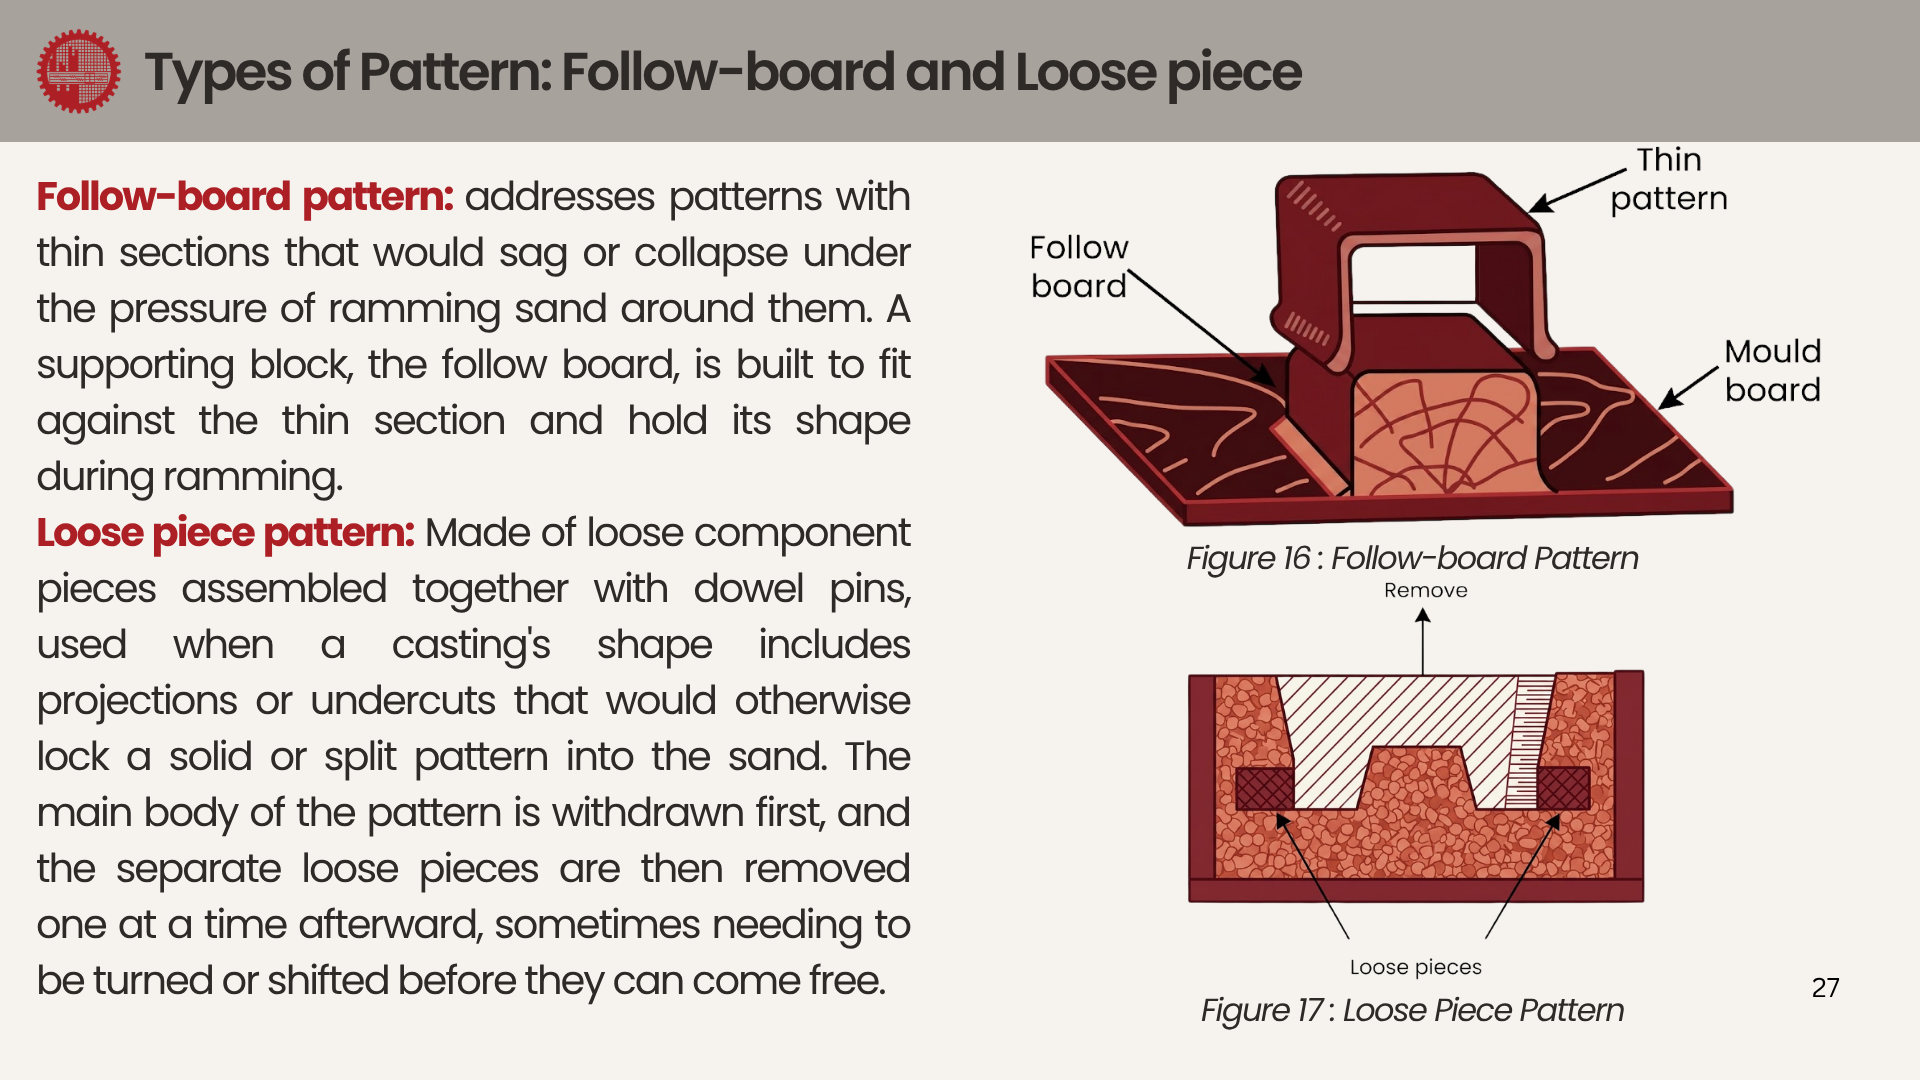 Types of Pattern: Follow-board and Loose piece
Follow-board pattern: addresses patterns with
thin sections that would sag or collapse under
the pressure of ramming sand around them. A
supporting block, the follow board, is built to fit
against the thin section and hold its shape
during ramming.
Loose piece pattern: Made of loose component
pieces assembled together with dowel pins,
used when a casting's shape includes
projections or undercuts that would otherwise
lock a solid or split pattern into the sand. The
main body of the pattern is withdrawn first, and
the separate loose pieces are then removed
one at a time afterward, sometimes needing to
be turned or shifted before they can come free.
Thin
pattern
Follow
board
Mould
board
Figure 16 : Follow-board Pattern
Remove
Loose pieces
Figure 17 : Loose Piece Pattern
27